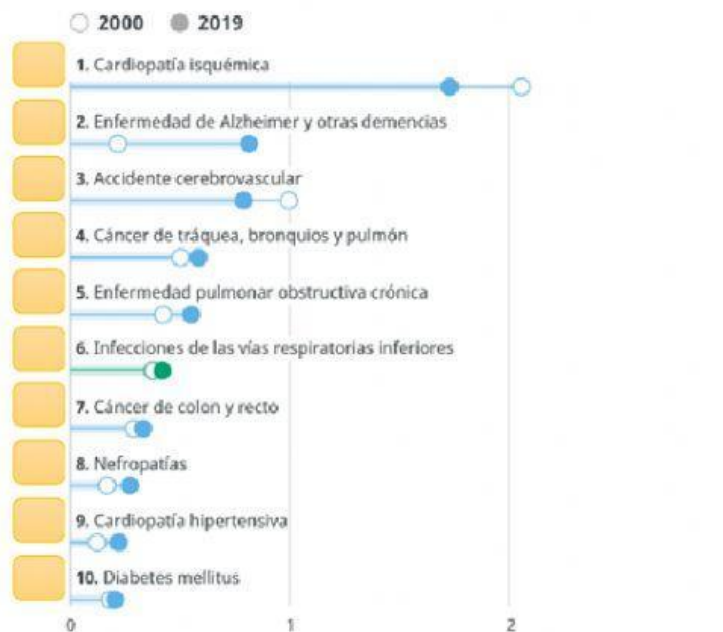 2000 2019
1. Cardiopatía isquémica
2. Enfermedad de Alzheimer y otras demencias
3. Accidente cerebrovascular
4. Cáncer de tráquea, bronquios y pulmón
5. Enfermedad pulmonar obstructiva crónica
6. Infecciones de las vías respiratorias inferiores
7. Cáncer de colon y recto
8. Nefropatías
9. Cardiopatía hipertensiva
10. Diabetes mellitus
0 1 2